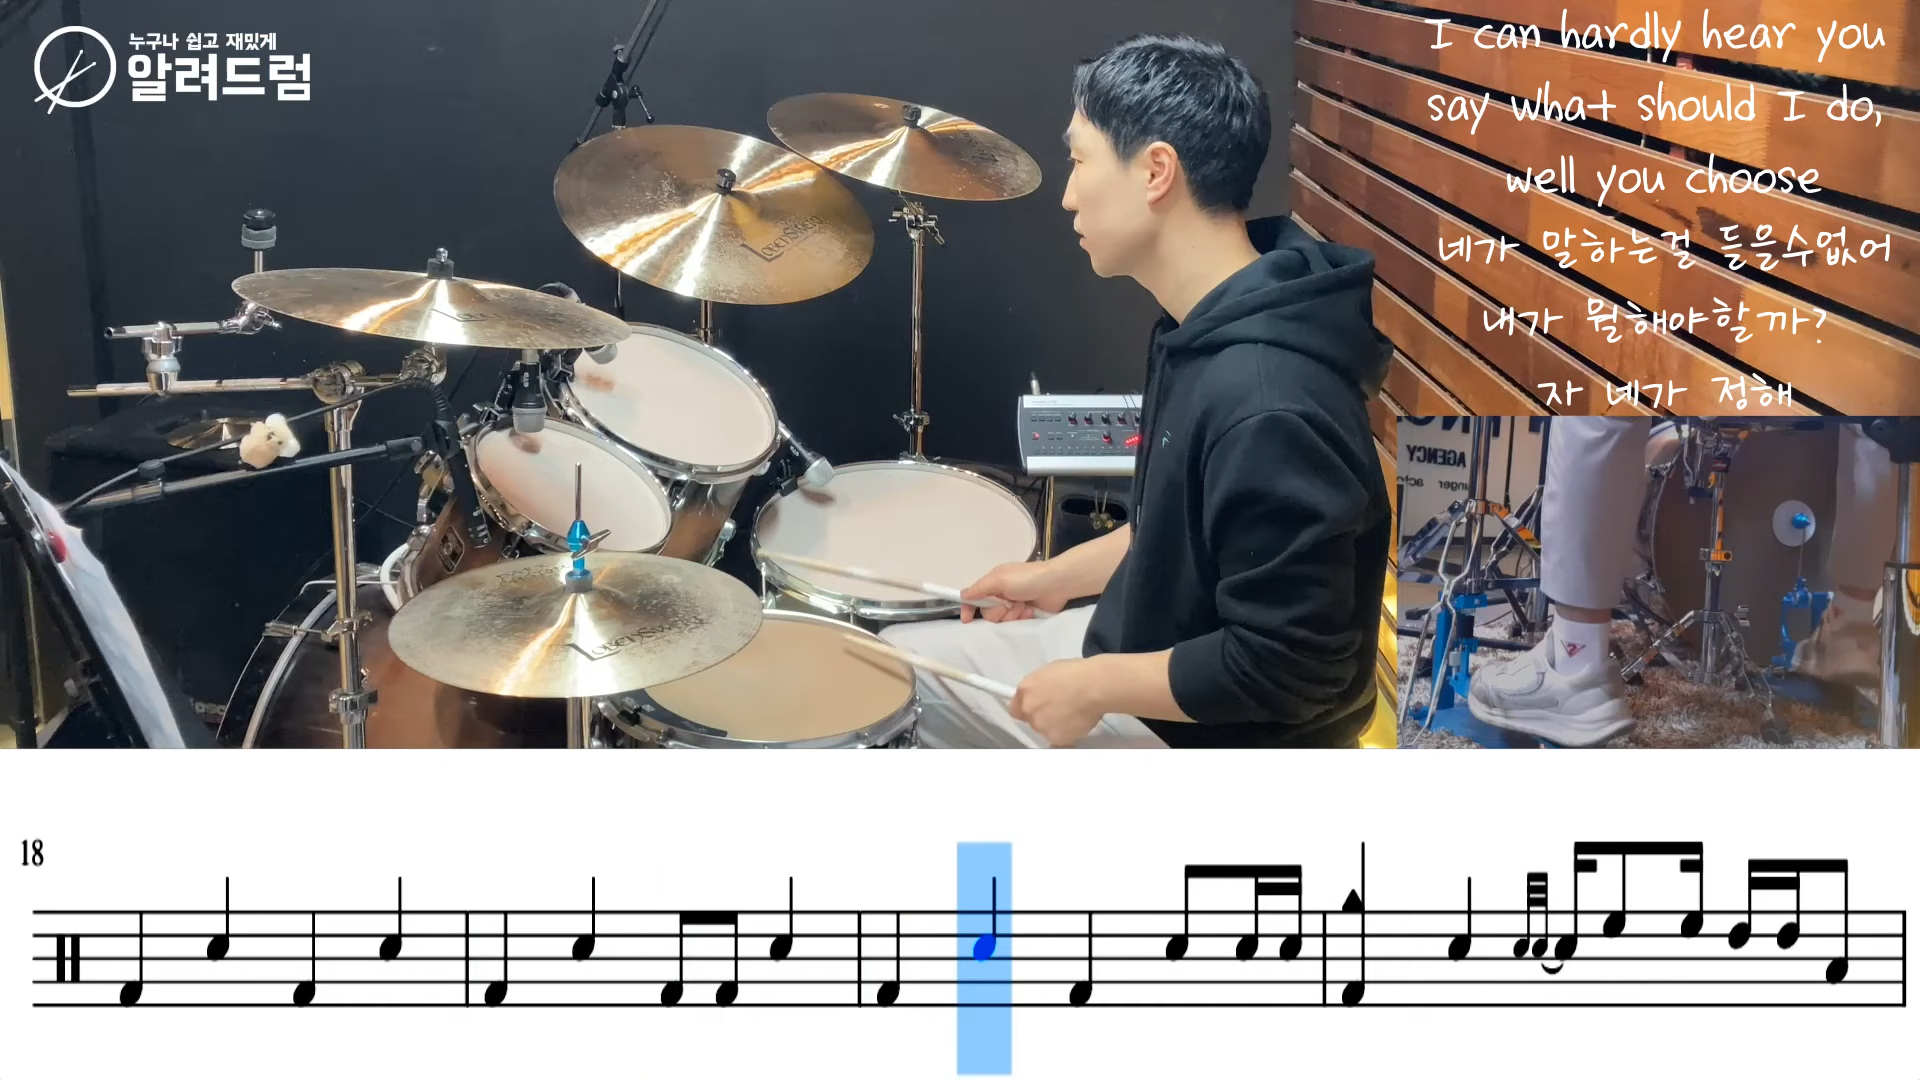 누구나 쉽고 재밌게
알려드럼
I can hardly hear you
say what should I do,
well you choose
네가 말하는걸 들을수없어
내가 뭘해야할까?
자 네가 정해
AGENCY
18